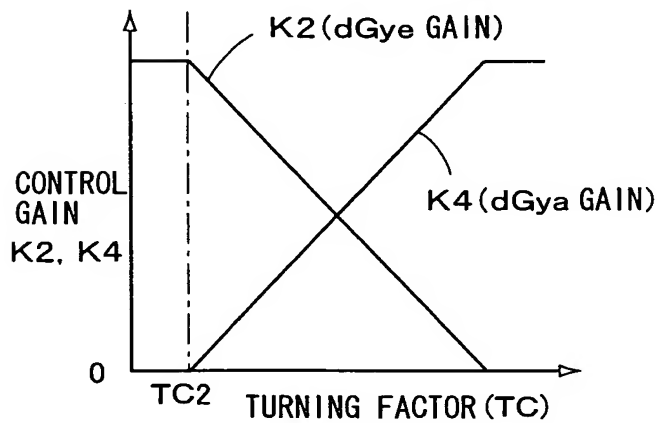 K2(dGye GAIN)
CONTROL
GAIN
K2, K4
K4(dGya GAIN)
0
TC2
TURNING FACTOR(TC)